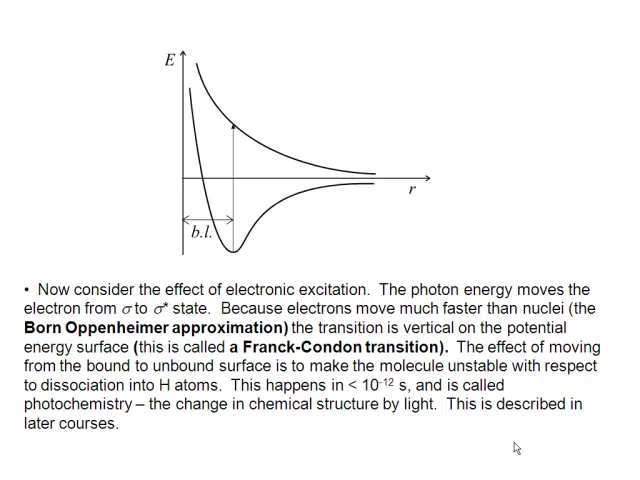 E
r
b.l.
• Now consider the effect of electronic excitation. The photon energy moves the
electron from σ to σ* state. Because electrons move much faster than nuclei (the
Born Oppenheimer approximation) the transition is vertical on the potential
energy surface (this is called a Franck-Condon transition). The effect of moving
from the bound to unbound surface is to make the molecule unstable with respect
to dissociation into H atoms. This happens in < 10⁻¹² s, and is called
photochemistry – the change in chemical structure by light. This is described in
later courses.